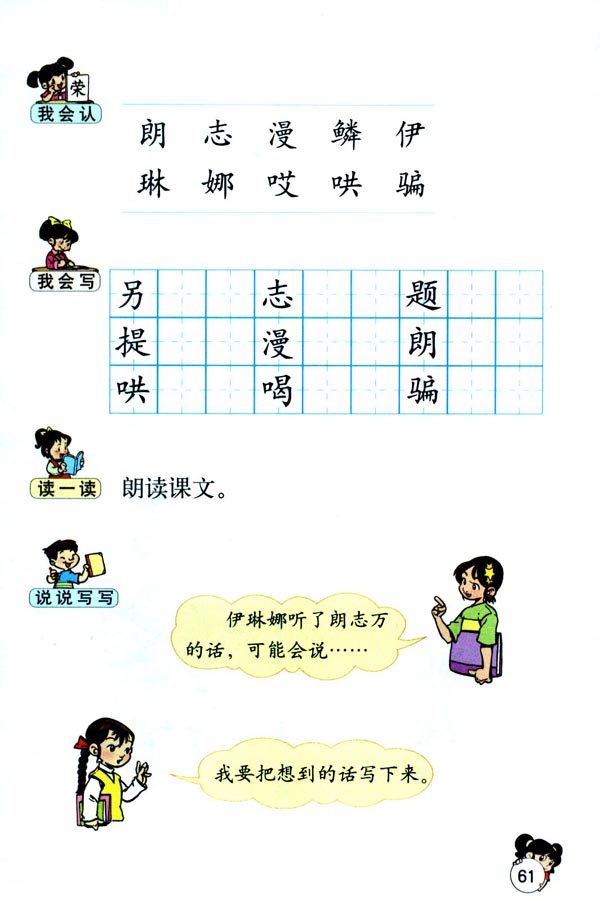 荣
我会认
朗 志 漫 鳞 伊
琳 娜 哎 哄 骗
我会写
另 志 题
提 漫 朗
哄 喝 骗
读一读
朗读课文。
说说写写
伊琳娜听了朗志万
的话，可能会说……
我要把想到的话写下来。
61